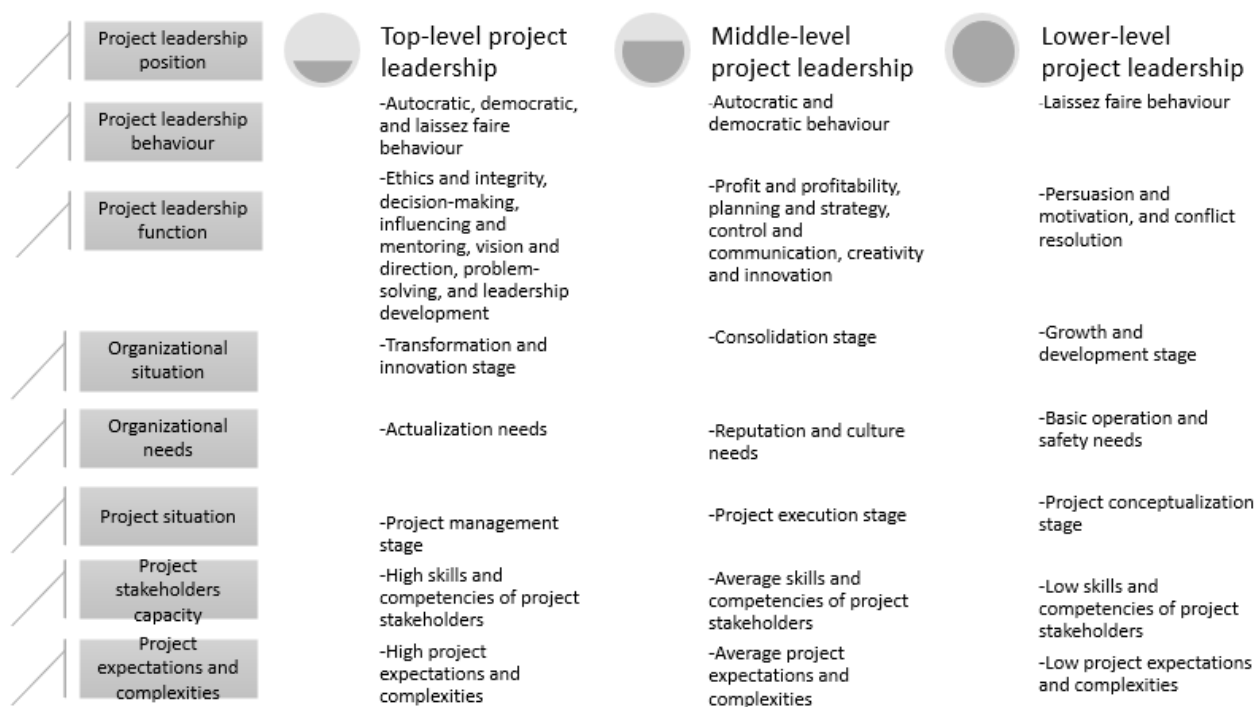 Project leadership
position
Top-level project
leadership
Middle-level
project leadership
Lower-level
project leadership
Project leadership
behaviour
-Autocratic, democratic,
and laissez faire
behaviour
-Autocratic and
democratic behaviour
-Laissez faire behaviour
Project leadership
function
-Ethics and integrity,
decision-making,
influencing and
mentoring, vision and
direction, problem-
solving, and leadership
development
-Profit and profitability,
planning and strategy,
control and
communication, creativity
and innovation
-Persuasion and
motivation, and conflict
resolution
Organizational
situation
-Transformation and
innovation stage
-Consolidation stage
-Growth and
development stage
Organizational
needs
-Actualization needs
-Reputation and culture
needs
-Basic operation and
safety needs
Project situation
-Project management
stage
-Project execution stage
-Project conceptualization
stage
Project
stakeholders
capacity
-High skills and
competencies of project
stakeholders
-Average skills and
competencies of project
stakeholders
-Low skills and
competencies of project
stakeholders
Project
expectations and
complexities
-High project
expectations and
complexities
-Average project
expectations and
complexities
-Low project expectations
and complexities